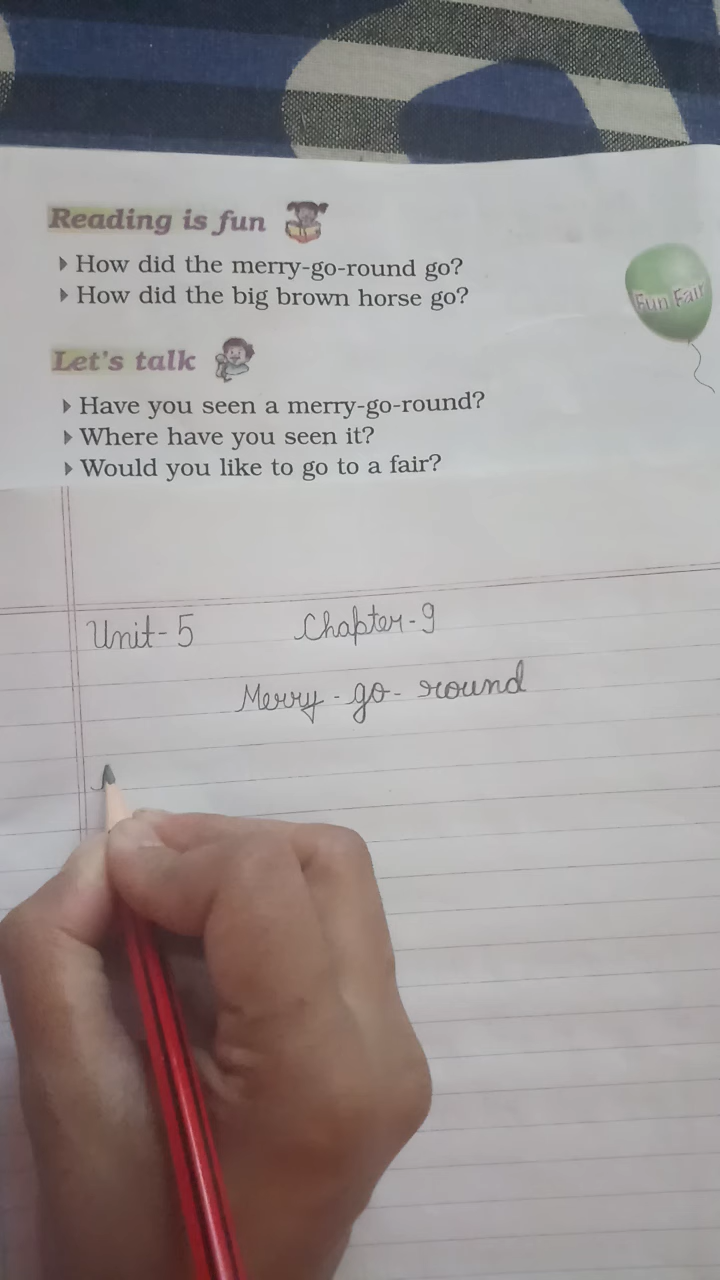 Reading is fun
How did the merry-go-round go?
How did the big brown horse go?
Fun Fair
Let's talk
Have you seen a merry-go-round?
Where have you seen it?
Would you like to go to a fair?
Unit-5 Chapter-9
Merry-go-round